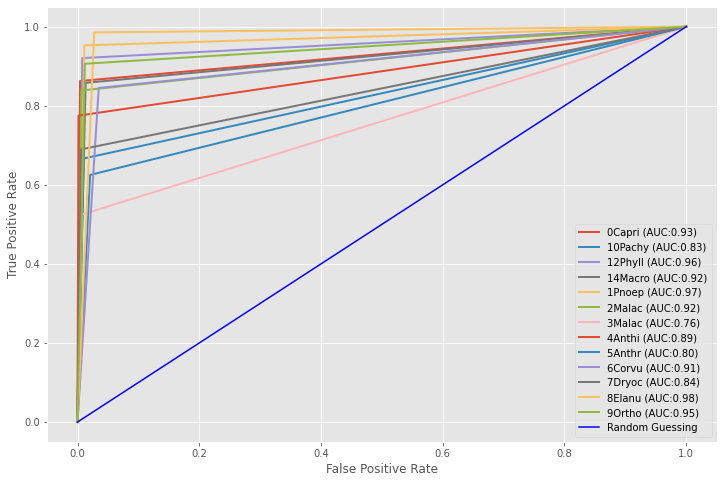 1.0
0.8
0.6
0.4
0.2
0.0
True Positive Rate
0.0 0.2 0.4 0.6 0.8 1.0
False Positive Rate
0Capri (AUC:0.93)
10Pachy (AUC:0.83)
12Phyll (AUC:0.96)
14Macro (AUC:0.92)
1Pnoep (AUC:0.97)
2Malac (AUC:0.92)
3Malac (AUC:0.76)
4Anthi (AUC:0.89)
5Anthr (AUC:0.80)
6Corvu (AUC:0.91)
7Dryoc (AUC:0.84)
8Elanu (AUC:0.98)
9Ortho (AUC:0.95)
Random Guessing